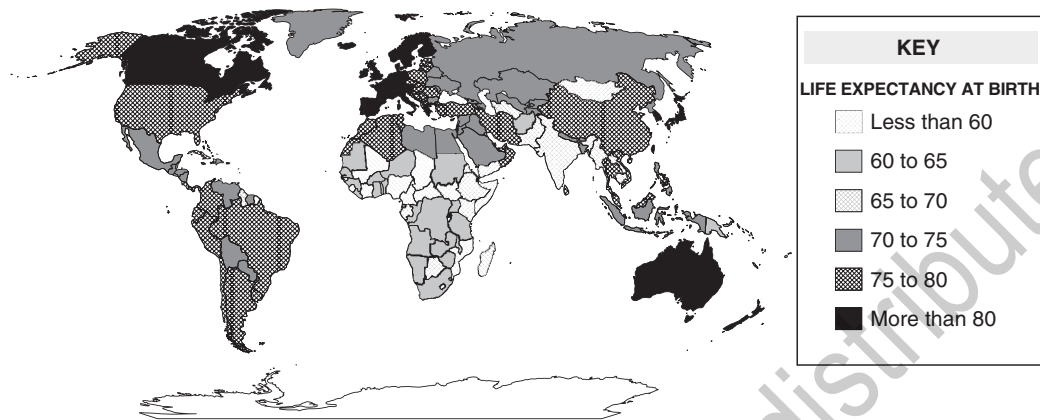 KEY
LIFE EXPECTANCY AT BIRTH
Less than 60
60 to 65
65 to 70
70 to 75
75 to 80
More than 80
distribute